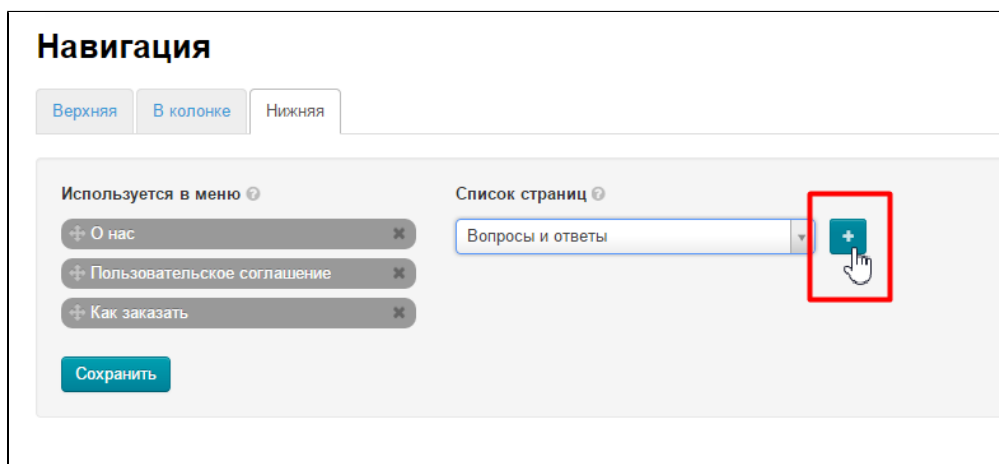 Навигация
Верхняя В колонке Нижняя
Используется в меню Список страниц
О нас Вопросы и ответы +
Пользовательское соглашение
Как заказать
Сохранить